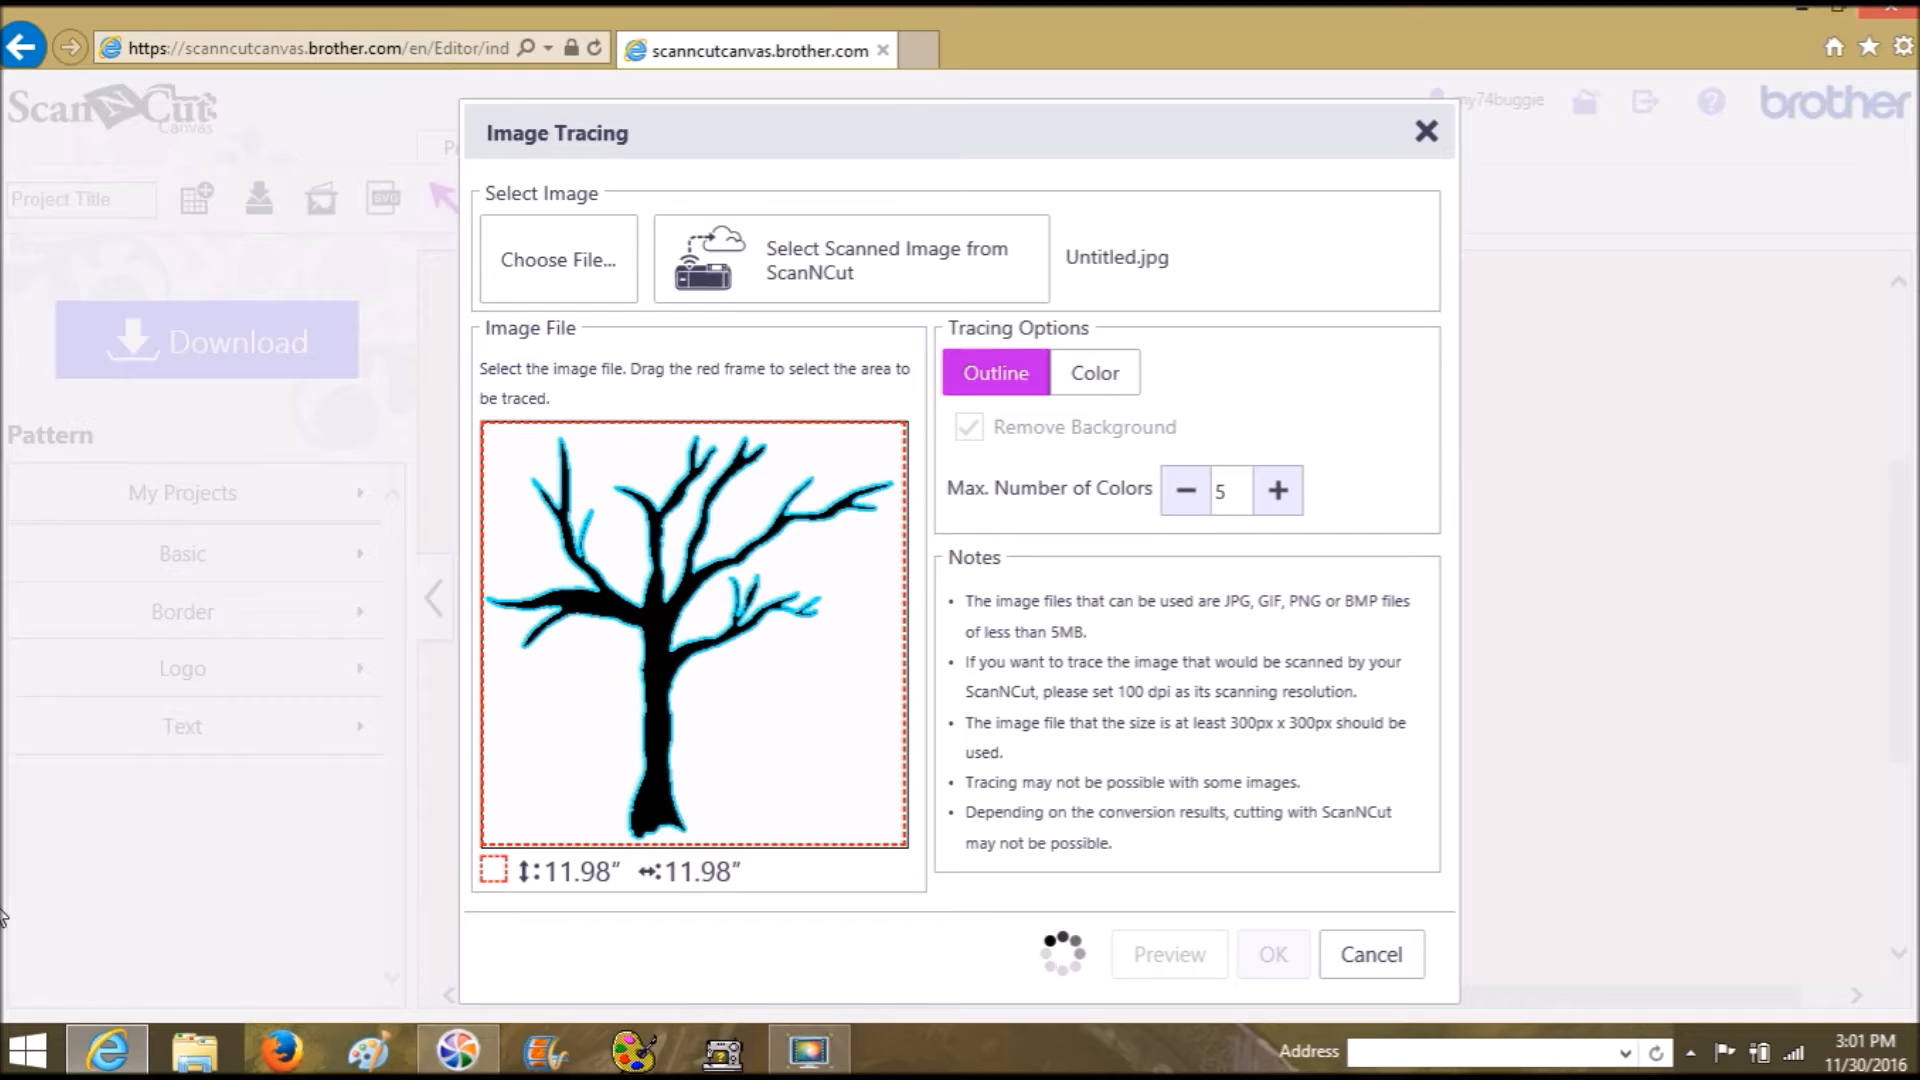 https://scanncutcanvas.brother.com/en/Editor/ind
scanncutcanvas.brother.com
ScanNCut
Canvas
my74buggie
brother
Project Title
SVG
Download
Pattern
My Projects
Basic
Border
Logo
Text
Image Tracing
Select Image
Choose File...
Select Scanned Image from
ScanNCut
Untitled.jpg
Image File
Select the image file. Drag the red frame to select the area to
be traced.
11.98″ 11.98″
Tracing Options
Outline Color
Remove Background
Max. Number of Colors 5
Notes
• The image files that can be used are JPG, GIF, PNG or BMP files
of less than 5MB.
• If you want to trace the image that would be scanned by your
ScanNCut, please set 100 dpi as its scanning resolution.
• The image file that the size is at least 300px x 300px should be
used.
• Tracing may not be possible with some images.
• Depending on the conversion results, cutting with ScanNCut
may not be possible.
Preview OK Cancel
Address
3:01 PM
11/30/2016